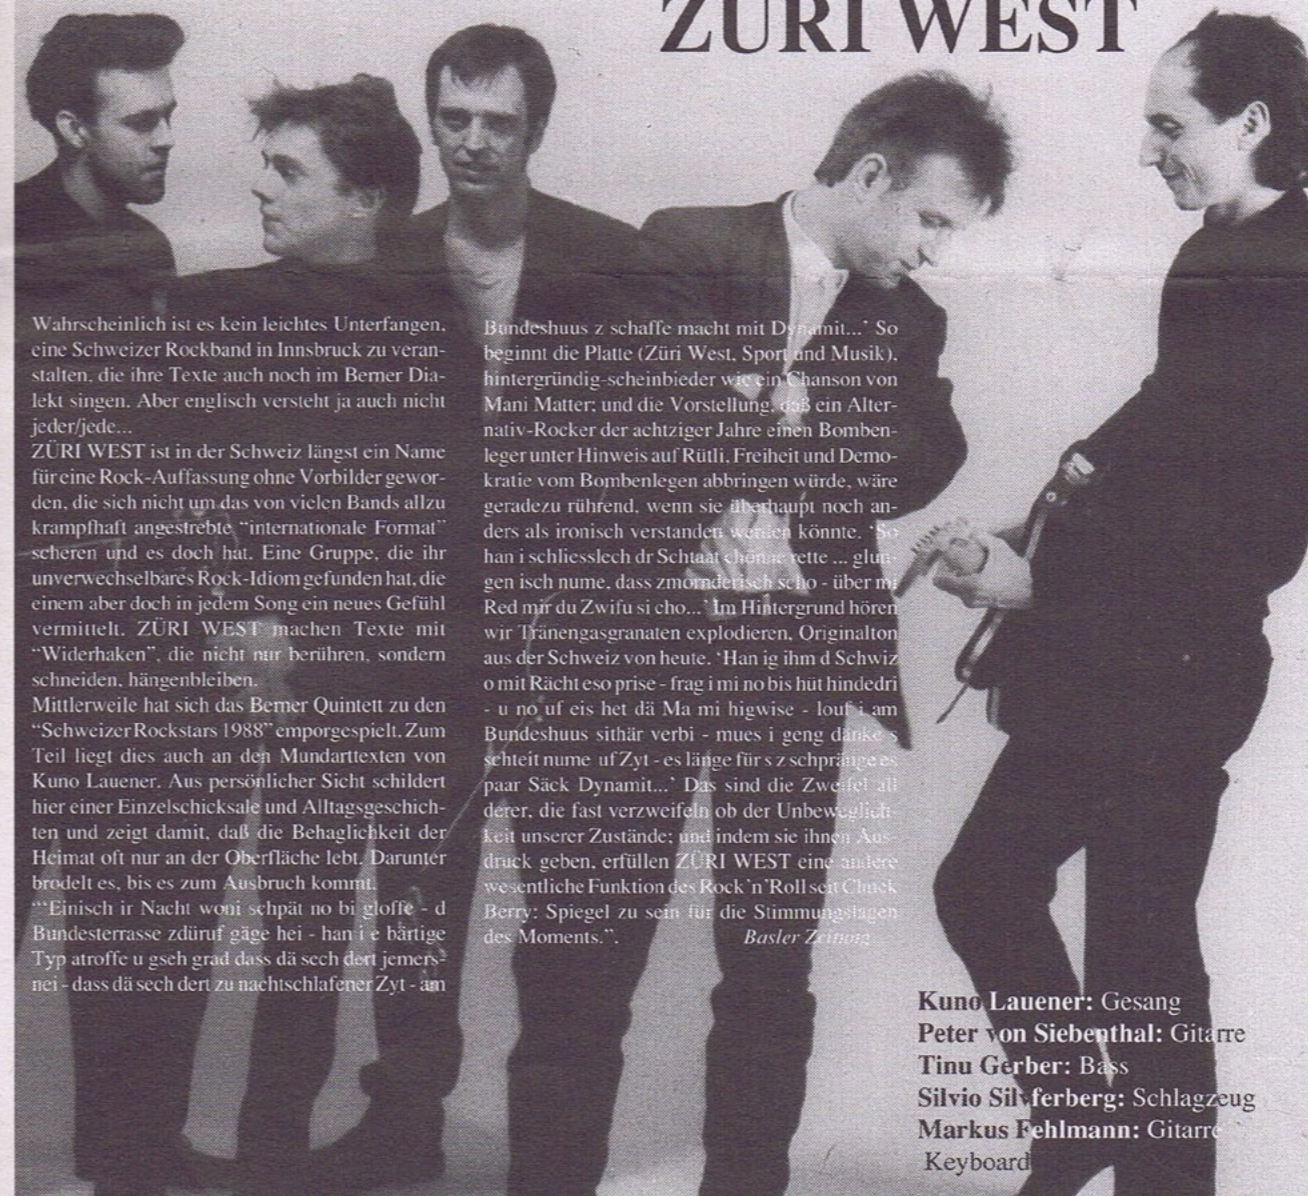 ZÜRI WEST
Wahrscheinlich ist es kein leichtes Unterfangen,
eine Schweizer Rockband in Innsbruck zu veran-
stalten, die ihre Texte auch noch im Berner Dia-
lekt singen. Aber englisch versteht ja auch nicht
jeder/jede...
ZÜRI WEST ist in der Schweiz längst ein Name
für eine Rock-Auffassung ohne Vorbilder gewor-
den, die sich nicht um das von vielen Bands allzu
krampfhaft angestrebte “internationale Format”
scheren und es doch hat. Eine Gruppe, die ihr
unverwechselbares Rock-Idiom gefunden hat, die
einem aber doch in jedem Song ein neues Gefühl
vermittelt. ZÜRI WEST machen Texte mit
“Widerhaken”, die nicht nur berühren, sondern
schneiden, hängenbleiben.
Mittlerweile hat sich das Berner Quintett zu den
“Schweizer Rockstars 1988” emporgespielt. Zum
Teil liegt dies auch an den Mundarttexten von
Kuno Lauener. Aus persönlicher Sicht schildert
hier einer Einzelschicksale und Alltagsgeschich-
ten und zeigt damit, daß die Behaglichkeit der
Heimat oft nur an der Oberfläche lebt. Darunter
brodelt es, bis es zum Ausbruch kommt.
“‘Einisch ir Nacht woni schpät no bi gloffe - d
Bundesterrasse zdüruf gäge hei - han i e bärtige
Typ atroffe u gseh grad dass dä sech dert jemers-
nei - dass dä sech dert zu nachtschlafener Zyt - am
Bundeshuus z schaffe macht mit Dynamit...’ So
beginnt die Platte (Züri West, Sport und Musik),
hintergründig-scheinbieder wie ein Chanson von
Mani Matter; und die Vorstellung, daß ein Alter-
nativ-Rocker der achtziger Jahre einen Bomben-
leger unter Hinweis auf Rütli, Freiheit und Demo-
kratie vom Bombenlegen abbringen würde, wäre
geradezu rührend, wenn sie überhaupt noch an-
ders als ironisch verstanden werden könnte. ‘So
han i schliesslech dr Schtaat chönne rette ... glun-
gen isch nume, dass zmornderisch scho - über mi
Red mir du Zwifu si cho...’ Im Hintergrund hören
wir Tränengasgranaten explodieren, Originalton
aus der Schweiz von heute. ‘Han ig ihm d Schwiz
o mit Rächt eso prise - frag i mi no bis hüt hindedri
- u no uf eis het dä Ma mi higwise - louf i am
Bundeshuus sithär verbi - mues i geng dänke s
schteit nume uf Zyt - es länge für s z schpränge es
paar Säck Dynamit...’ Das sind die Zweifel all
derer, die fast verzweifeln ob der Unbeweglich-
keit unserer Zustände; und indem sie ihnen Aus-
druck geben, erfüllen ZÜRI WEST eine andere
wesentliche Funktion des Rock’n’Roll seit Chuck
Berry: Spiegel zu sein für die Stimmungslagen
des Moments.”. Basler Zeitung
Kuno Lauener: Gesang
Peter von Siebenthal: Gitarre
Tinu Gerber: Bass
Silvio Silvferberg: Schlagzeug
Markus Fehlmann: Gitarre
Keyboard